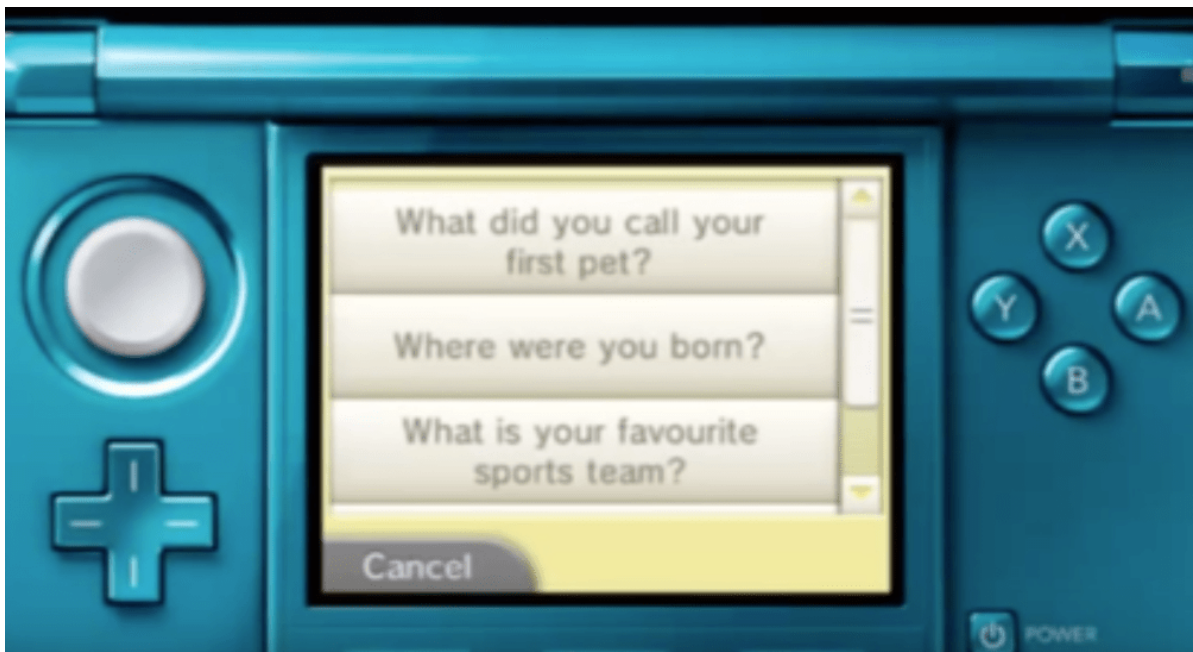 What did you call your
first pet?
Where were you born?
What is your favourite
sports team?
Cancel
X
Y
A
B
POWER